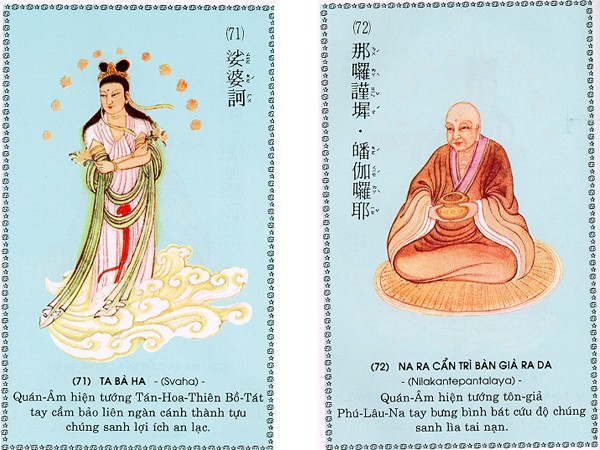 (71)
娑婆訶
(71) TA BÀ HA - (Svaha) -
Quán-Âm hiện tướng Tán-Hoa-Thiên Bồ-Tát
tay cầm bảo liên ngàn cánh thành tựu
chúng sanh lợi ích an lạc.
(72)
那囉謹墀・皤伽囉耶
(72) NA RA CẨN TRÌ BÀN GIÀ RA DA
- (Nilakantepantalaya) -
Quán-Âm hiện tướng tôn-giả
Phú-Lâu-Na tay bưng bình bát cứu độ chúng
sanh lìa tai nạn.